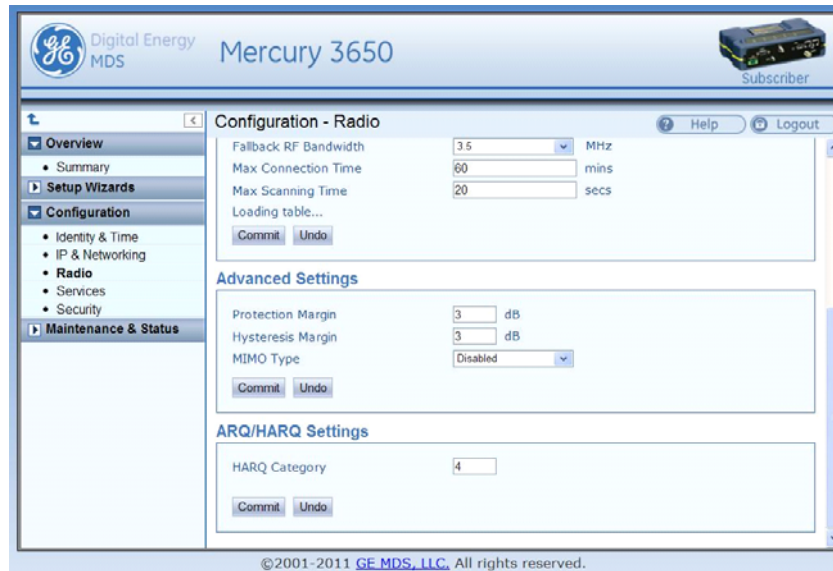 Digital Energy
MDS
Mercury 3650
Subscriber
Configuration - Radio
Help
Logout
Overview
Summary
Setup Wizards
Configuration
Identity & Time
IP & Networking
Radio
Services
Security
Maintenance & Status
Fallback RF Bandwidth 3.5 MHz
Max Connection Time 60 mins
Max Scanning Time 20 secs
Loading table...
Commit Undo
Advanced Settings
Protection Margin 3 dB
Hysteresis Margin 3 dB
MIMO Type Disabled
Commit Undo
ARQ/HARQ Settings
HARQ Category 4
Commit Undo
©2001-2011 GE MDS, LLC. All rights reserved.